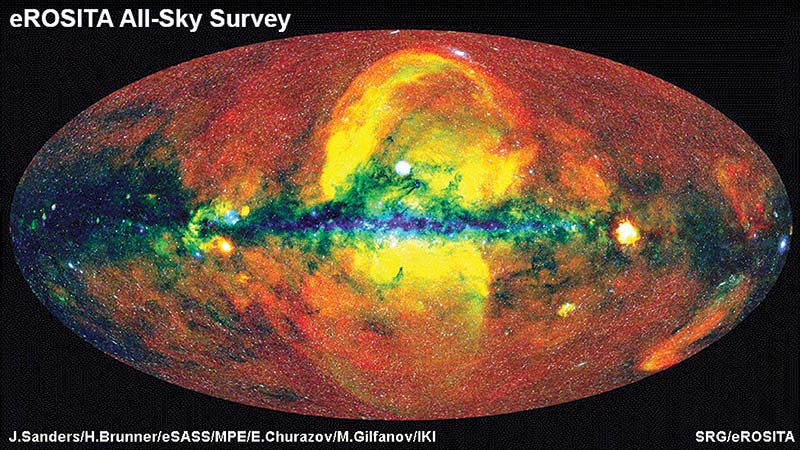 eROSITA All-Sky Survey
J.Sanders/H.Brunner/eSASS/MPE/E.Churazov/M.Gilfanov/IKI
SRG/eROSITA